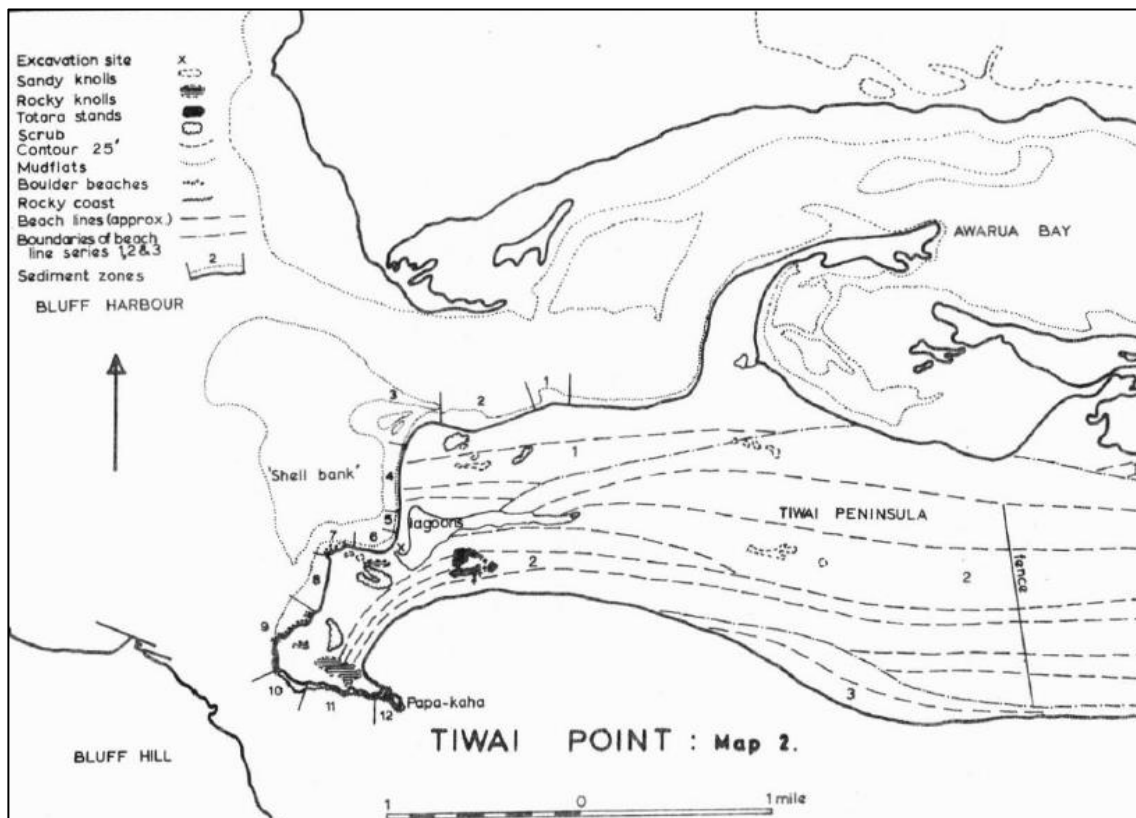 Excavation site x
Sandy knolls
Rocky knolls
Totara stands
Scrub
Contour 25'
Mudflats
Boulder beaches
Rocky coast
Beach lines (approx.)
Boundaries of beach
line series 1,2&3
Sediment zones 2
BLUFF HARBOUR
AWARUA BAY
1
2
3
1
'Shell bank'
4
TIWAI PENINSULA
5
lagoons
7
6
x
fence
8
2
2
9
3
10
11
12
Papa-kaha
TIWAI POINT : Map 2.
BLUFF HILL
1 0 1 mile